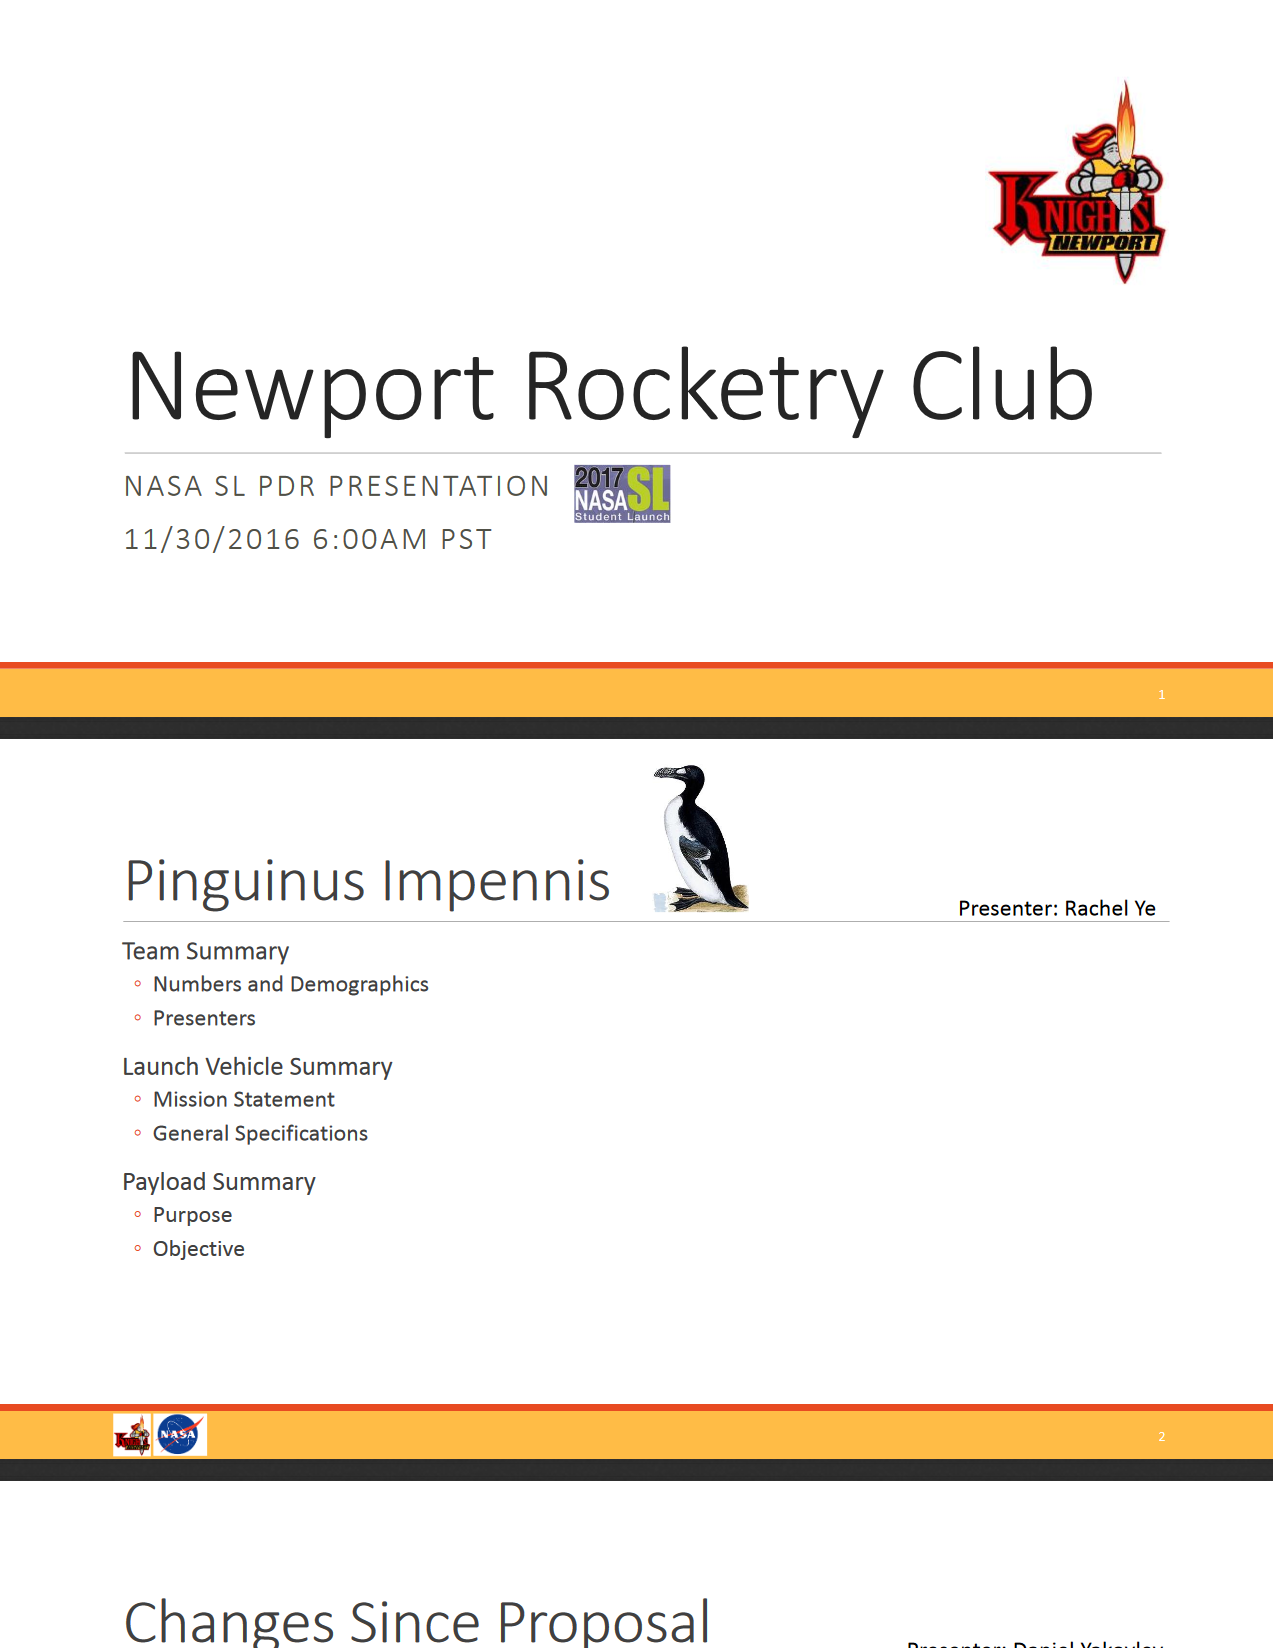 KNIGHTS
NEWPORT
Newport Rocketry Club
NASA SL PDR PRESENTATION
2017
NASA SL
Student Launch
11/30/2016 6:00AM PST
1
Pinguinus Impennis
Presenter: Rachel Ye
Team Summary
◦ Numbers and Demographics
◦ Presenters
Launch Vehicle Summary
◦ Mission Statement
◦ General Specifications
Payload Summary
◦ Purpose
◦ Objective
KNIGHTS
NASA
2
Changes Since Proposal
Presenter: Daniel Yakovlev